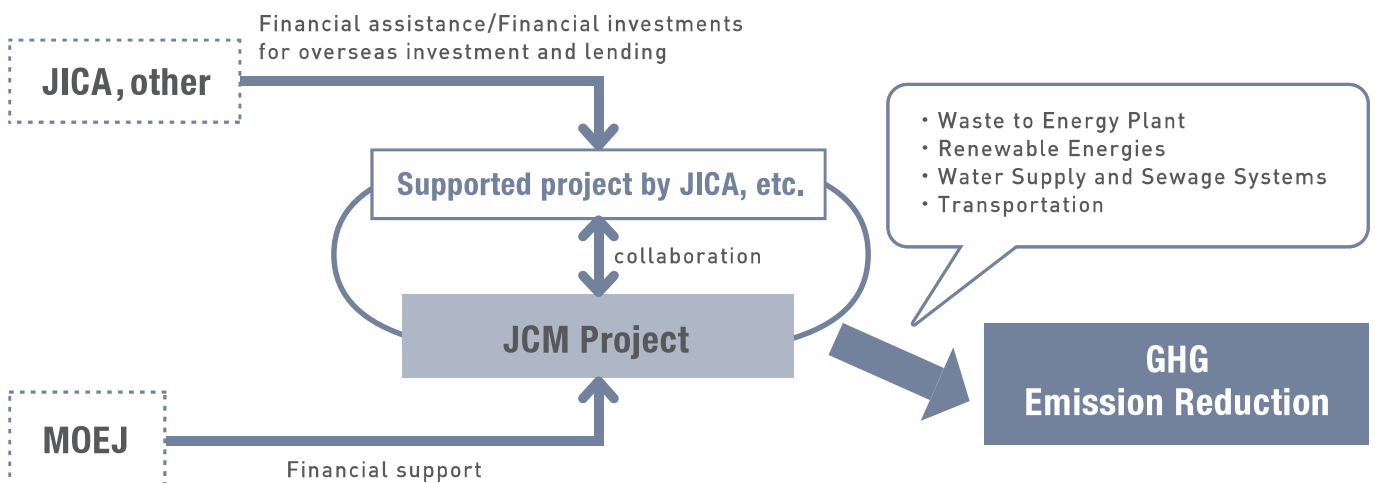 Financial assistance/Financial investments
for overseas investment and lending
JICA, other
Supported project by JICA, etc.
collaboration
JCM Project
・Waste to Energy Plant
・Renewable Energies
・Water Supply and Sewage Systems
・Transportation
GHG
Emission Reduction
MOEJ
Financial support